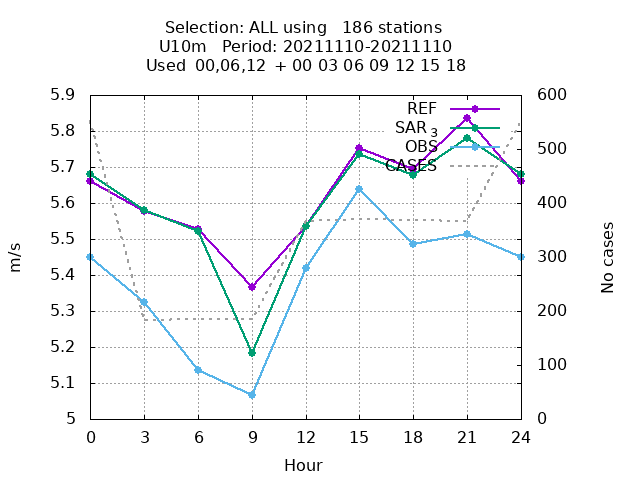 Selection: ALL using 186 stations
U10m Period: 20211110-20211110
Used 00,06,12 + 00 03 06 09 12 15 18
5.9
5.8
5.7
5.6
5.5
5.4
5.3
5.2
5.1
5
600
500
400
300
200
100
0
REF
SAR 3
OBS
CASES
m/s
No cases
0 3 6 9 12 15 18 21 24
Hour